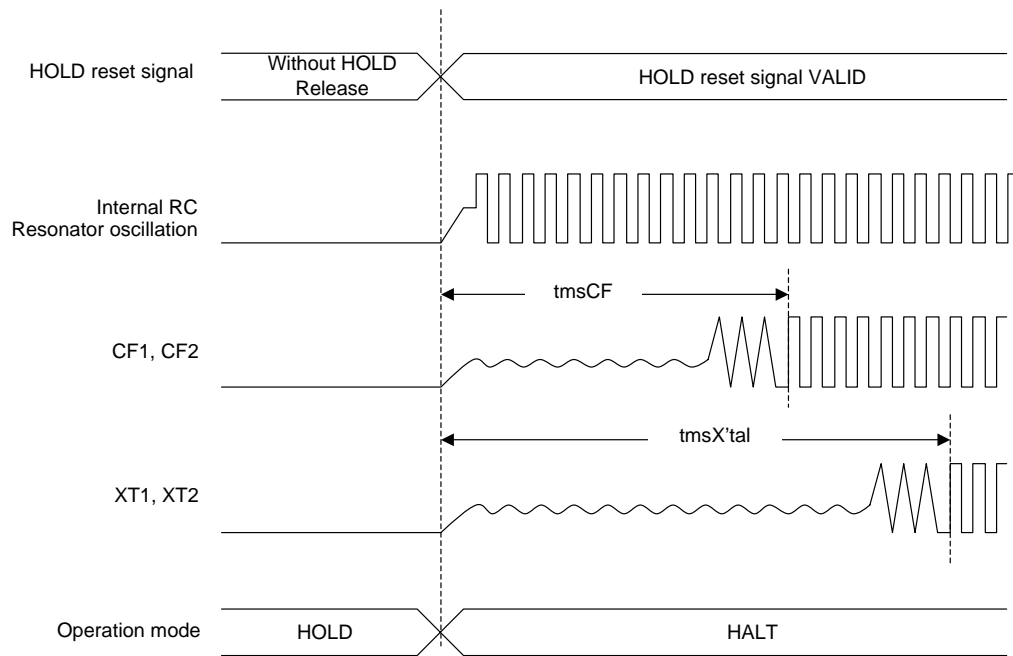 HOLD reset signal
Without HOLD
Release
HOLD reset signal VALID
Internal RC
Resonator oscillation
tmsCF
CF1, CF2
tmsX'tal
XT1, XT2
Operation mode
HOLD
HALT